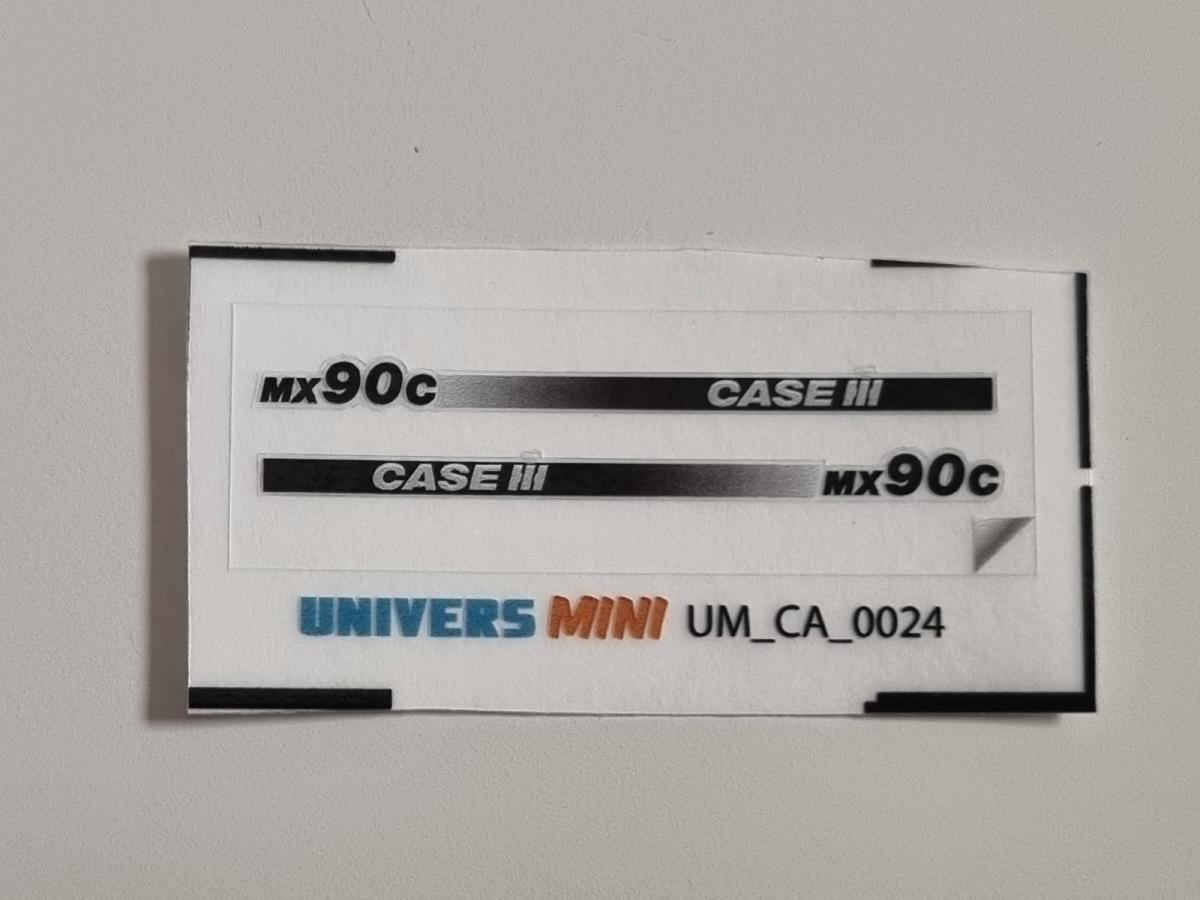 MX90C CASE III
CASE III MX90C
UNIVERS MINI UM_CA_0024